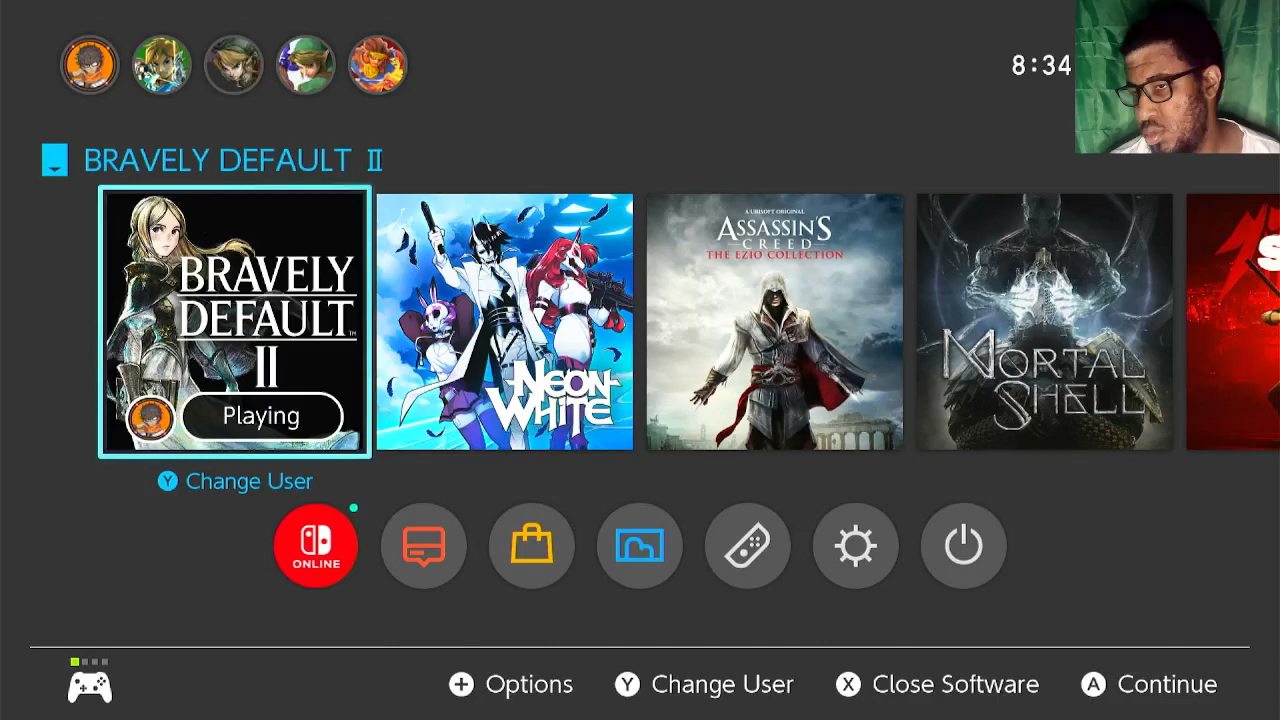 8:34
BRAVELY DEFAULT II
BRAVELY
DEFAULT
II
Playing
NEON
WHITE
A UBISOFT ORIGINAL
ASSASSIN'S
CREED
THE EZIO COLLECTION
MORTAL
SHELL
Y Change User
ONLINE
+ Options
Y Change User
X Close Software
A Continue